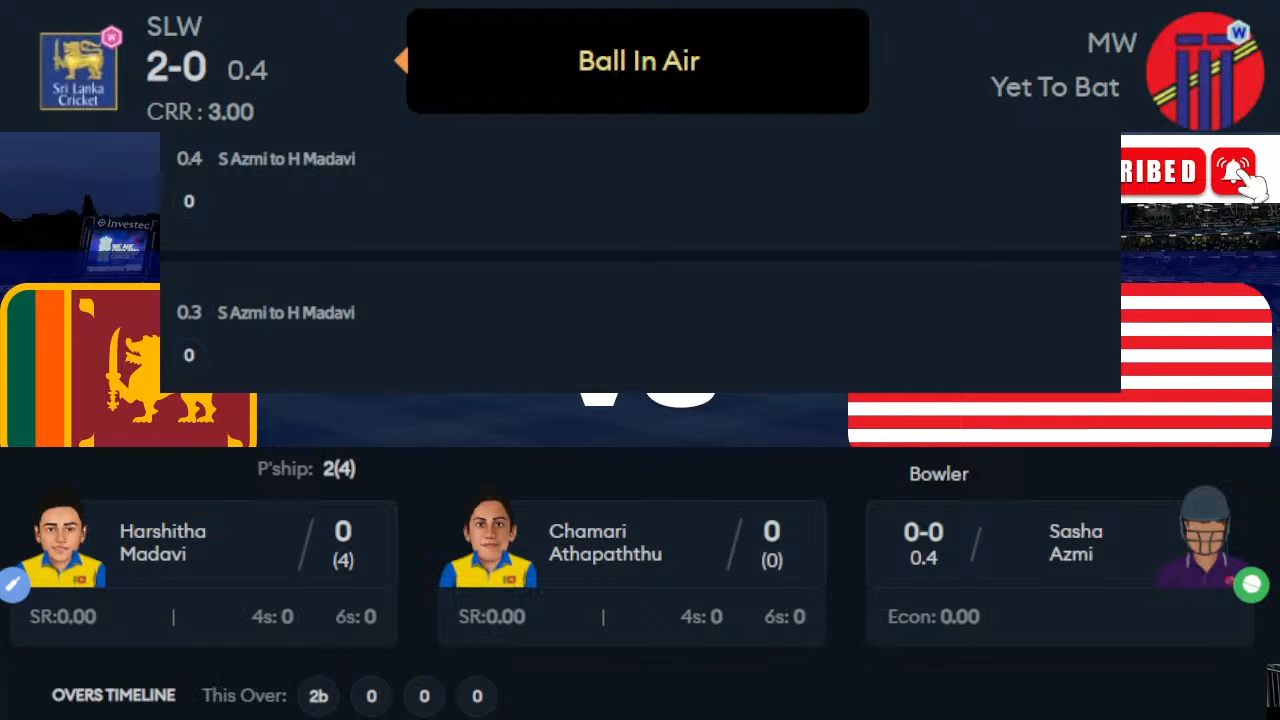 SLW
2-0 0.4
CRR : 3.00
Sri Lanka
Cricket
W
Ball In Air
MW
Yet To Bat
W
0.4 S Azmi to H Madavi
0
0.3 S Azmi to H Madavi
0
RIBED
Investec
WE ARE
P'ship: 2(4)
Bowler
Harshitha
Madavi
0
(4)
SR:0.00 | 4s: 0 6s: 0
Chamari
Athapaththu
0
(0)
SR:0.00 | 4s: 0 6s: 0
0-0
0.4
Sasha
Azmi
Econ: 0.00
OVERS TIMELINE This Over: 2b 0 0 0